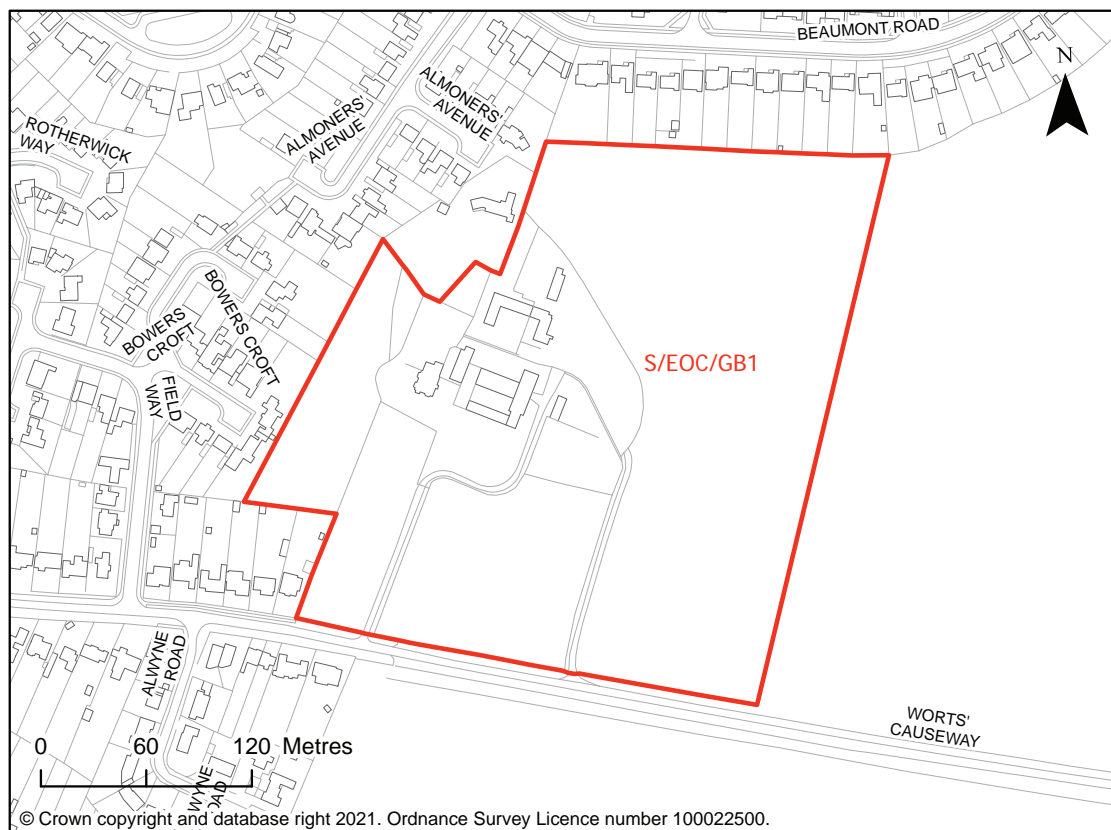 BEAUMONT ROAD
N
ALMONERS'
AVENUE
ALMONERS'
AVENUE
ROTHERWICK
WAY
BOWERS
CROFT
BOWERS CROFT
FIELD
WAY
S/EOC/GB1
ALWYNE
ROAD
WORTS'
CAUSEWAY
0 60 120 Metres
© Crown copyright and database right 2021. Ordnance Survey Licence number 100022500.